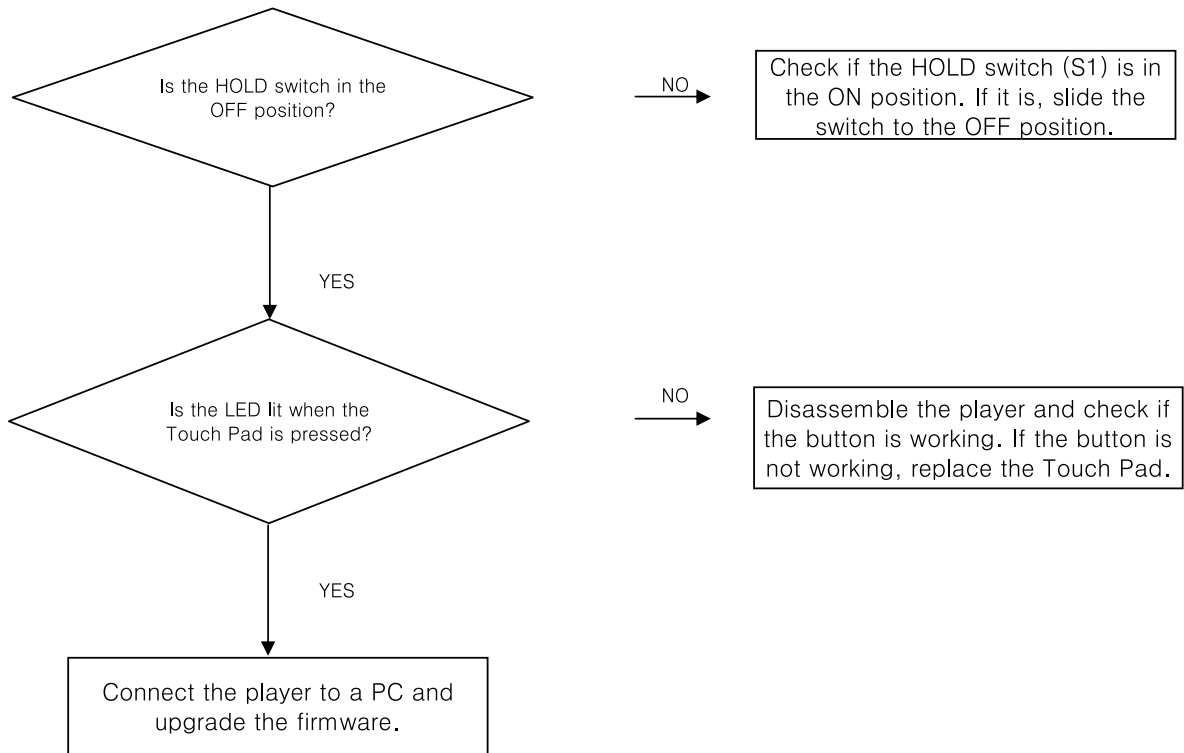 Is the HOLD switch in the
OFF position?
NO
Check if the HOLD switch (S1) is in
the ON position. If it is, slide the
switch to the OFF position.
YES
Is the LED lit when the
Touch Pad is pressed?
NO
Disassemble the player and check if
the button is working. If the button is
not working, replace the Touch Pad.
YES
Connect the player to a PC and
upgrade the firmware.